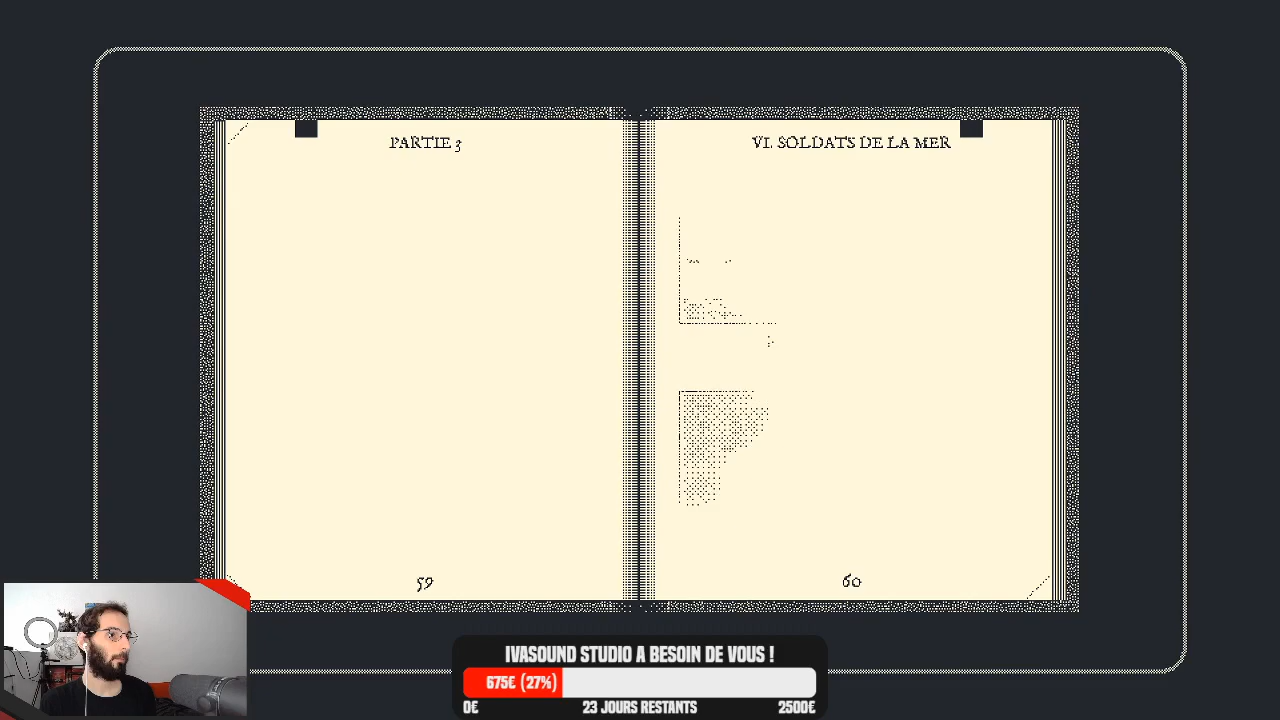 PARTIE 3
VI. SOLDATS DE LA MER
59
60
IVASOUND STUDIO A BESOIN DE VOUS !
675€ (27%)
0€
23 JOURS RESTANTS
2500€